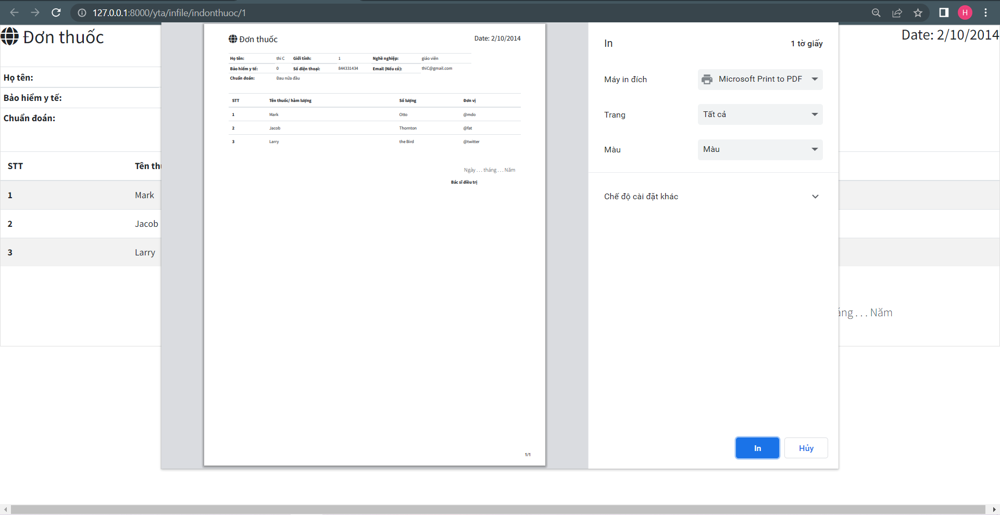 127.0.0.1:8000/yta/infile/indonthuoc/1
H
Đơn thuốc
Date: 2/10/2014
Họ tên:
Bảo hiểm y tế:
Chuẩn đoán:
STT Tên thu
1 Mark
2 Jacob
3 Larry
áng . . . Năm
Đơn thuốc Date: 2/10/2014
Họ tên: thi C Giới tính: 1 Nghề nghiệp: giáo viên
Bảo hiểm y tế: 0 Số điện thoại: 844331434 Email (Nếu có): thiC@gmail.com
Chuẩn đoán: Đau nửa đầu
STT Tên thuốc/ hàm lượng Số lượng Đơn vị
1 Mark Otto @mdo
2 Jacob Thornton @fat
3 Larry the Bird @twitter
Ngày . . . tháng . . . Năm
Bác sĩ điều trị
1/1
In 1 tờ giấy
Máy in đích Microsoft Print to PDF
Trang Tất cả
Màu Màu
Chế độ cài đặt khác
In Hủy